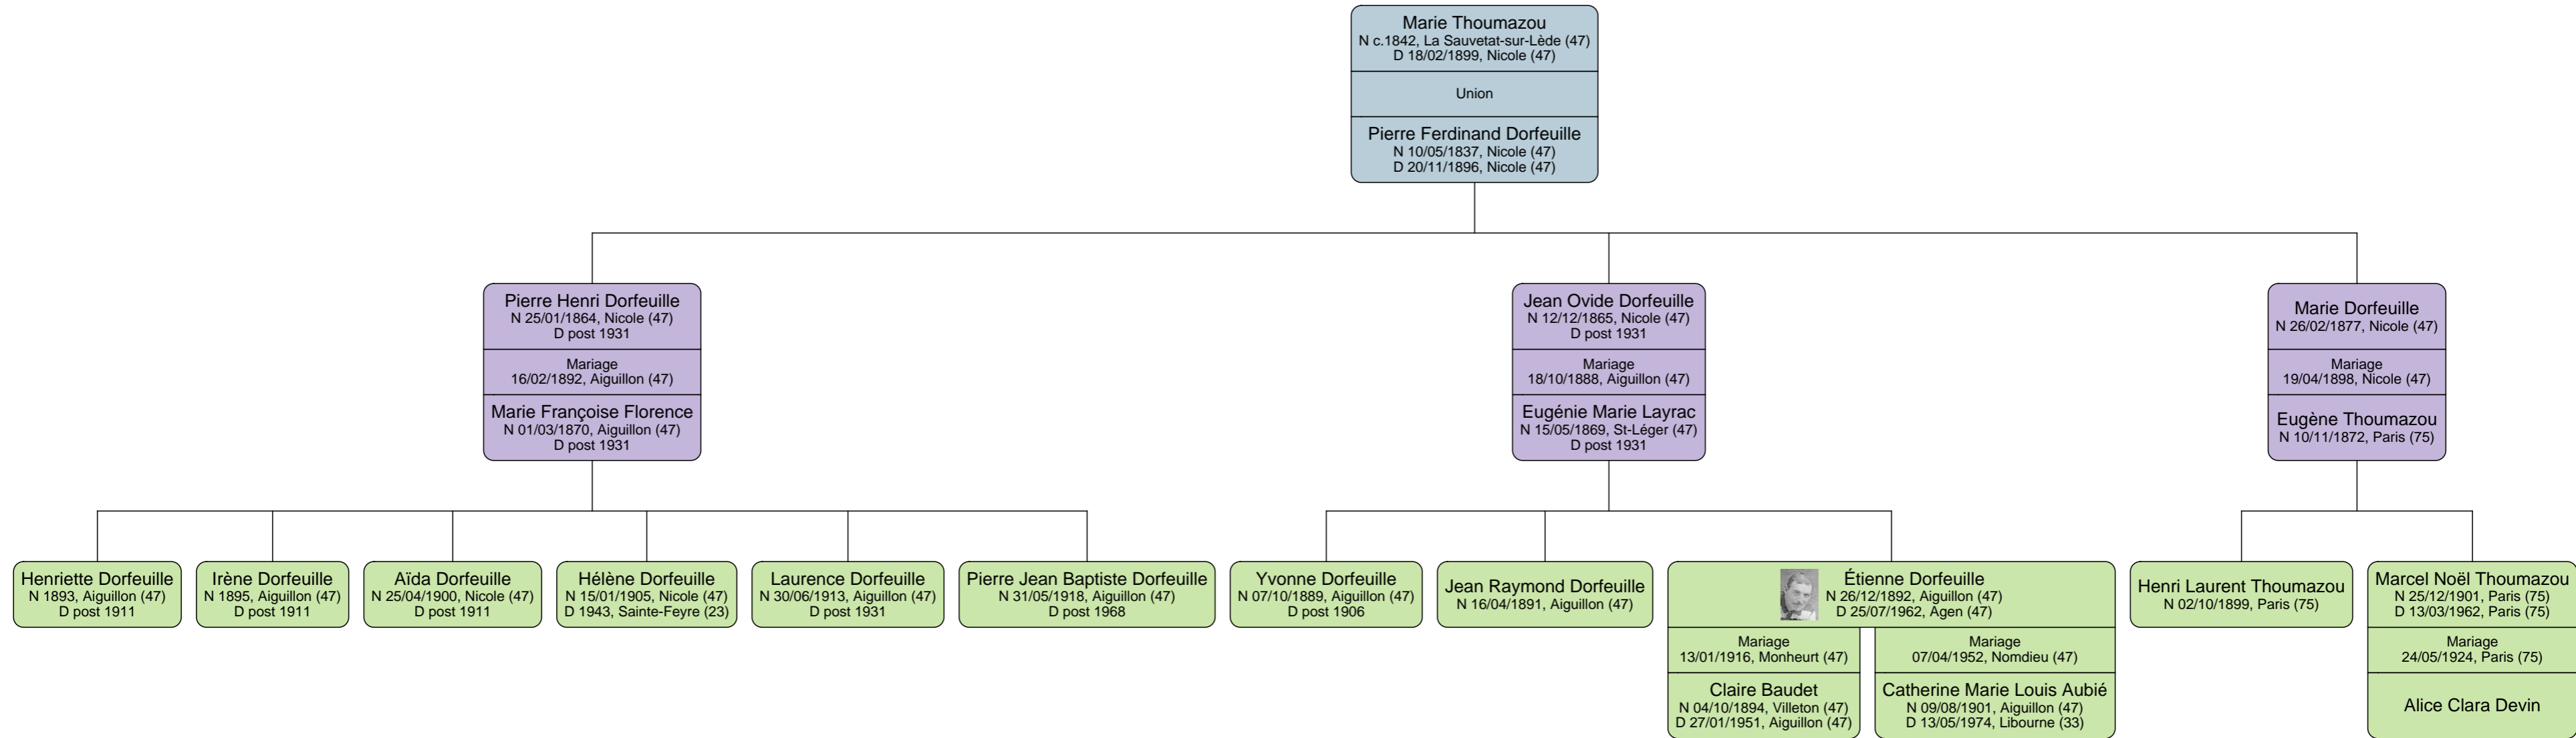 Marie Thoumazou
N c.1842, La Sauvetat-sur-Lède (47)
D 18/02/1899, Nicole (47)
Union
Pierre Ferdinand Dorfeuille
N 10/05/1837, Nicole (47)
D 20/11/1896, Nicole (47)
Pierre Henri Dorfeuille
N 25/01/1864, Nicole (47)
D post 1931
Mariage
16/02/1892, Aiguillon (47)
Marie Françoise Florence
N 01/03/1870, Aiguillon (47)
D post 1931
Jean Ovide Dorfeuille
N 12/12/1865, Nicole (47)
D post 1931
Mariage
18/10/1888, Aiguillon (47)
Eugénie Marie Layrac
N 15/05/1869, St-Léger (47)
D post 1931
Marie Dorfeuille
N 26/02/1877, Nicole (47)
Mariage
19/04/1898, Nicole (47)
Eugène Thoumazou
N 10/11/1872, Paris (75)
Henriette Dorfeuille
N 1893, Aiguillon (47)
D post 1911
Irène Dorfeuille
N 1895, Aiguillon (47)
D post 1911
Aïda Dorfeuille
N 25/04/1900, Nicole (47)
D post 1911
Hélène Dorfeuille
N 15/01/1905, Nicole (47)
D 1943, Sainte-Feyre (23)
Laurence Dorfeuille
N 30/06/1913, Aiguillon (47)
D post 1931
Pierre Jean Baptiste Dorfeuille
N 31/05/1918, Aiguillon (47)
D post 1968
Yvonne Dorfeuille
N 07/10/1889, Aiguillon (47)
D post 1906
Jean Raymond Dorfeuille
N 16/04/1891, Aiguillon (47)
Étienne Dorfeuille
N 26/12/1892, Aiguillon (47)
D 25/07/1962, Agen (47)
Mariage
13/01/1916, Monheurt (47)
Claire Baudet
N 04/10/1894, Villeton (47)
D 27/01/1951, Aiguillon (47)
Mariage
07/04/1952, Nomdieu (47)
Catherine Marie Louis Aubié
N 09/08/1901, Aiguillon (47)
D 13/05/1974, Libourne (33)
Henri Laurent Thoumazou
N 02/10/1899, Paris (75)
Marcel Noël Thoumazou
N 25/12/1901, Paris (75)
D 13/03/1962, Paris (75)
Mariage
24/05/1924, Paris (75)
Alice Clara Devin